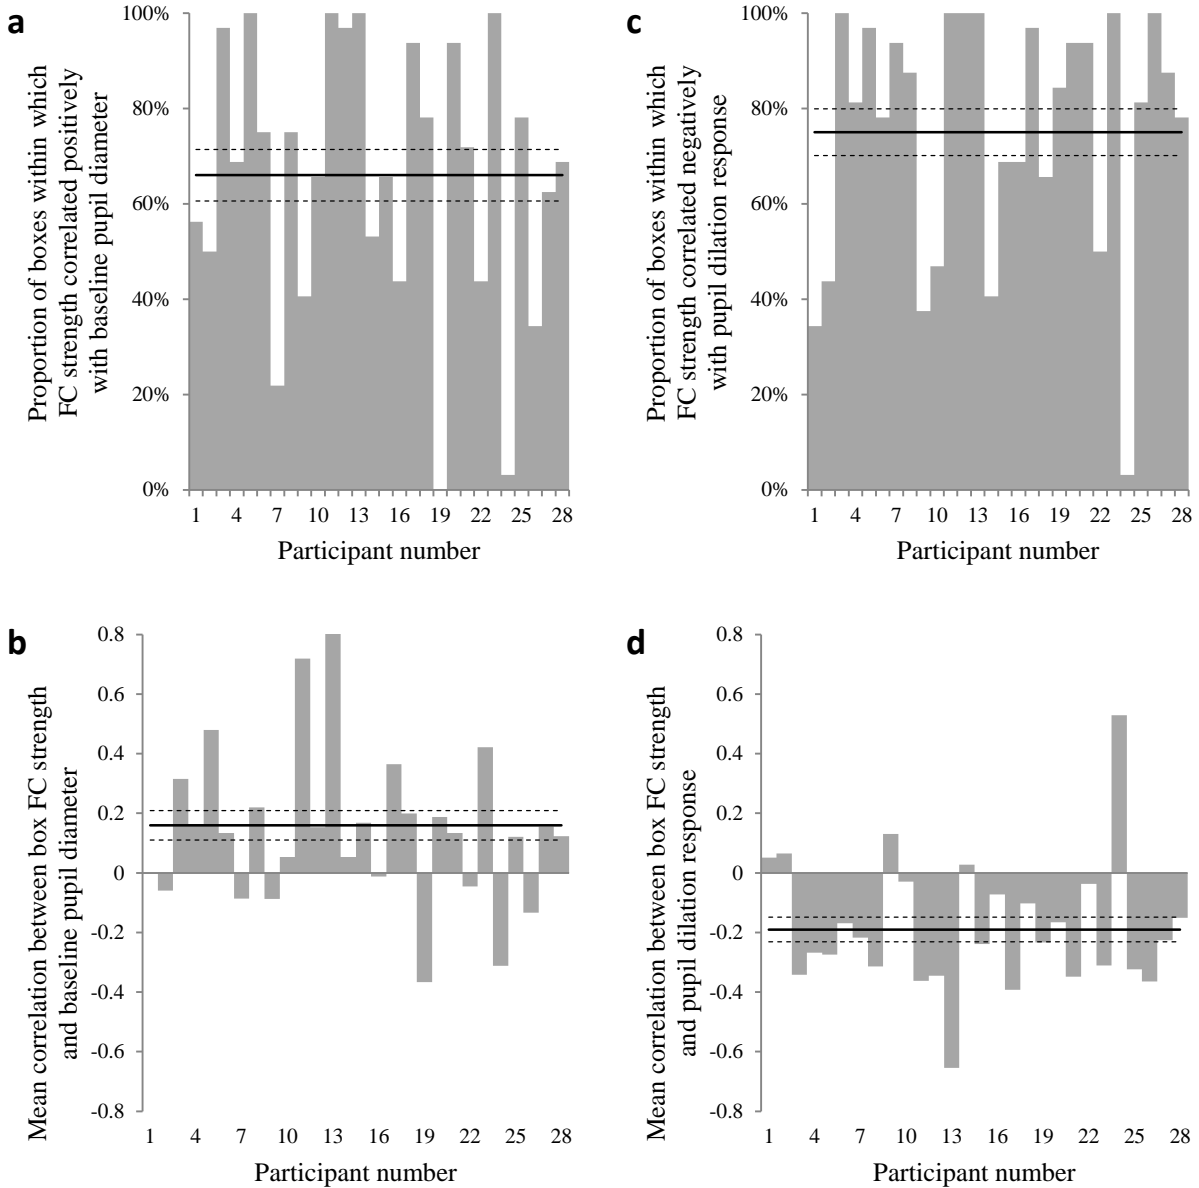 a
Proportion of boxes within which
FC strength correlated positively
with baseline pupil diameter
100%
80%
60%
40%
20%
0%
1 4 7 10 13 16 19 22 25 28
Participant number
c
Proportion of boxes within which
FC strength correlated negatively
with pupil dilation response
100%
80%
60%
40%
20%
0%
1 4 7 10 13 16 19 22 25 28
Participant number
b
Mean correlation between box FC strength
and baseline pupil diameter
0.8
0.6
0.4
0.2
0
-0.2
-0.4
-0.6
-0.8
1 4 7 10 13 16 19 22 25 28
Participant number
d
Mean correlation between box FC strength
and pupil dilation response
0.8
0.6
0.4
0.2
0
-0.2
-0.4
-0.6
-0.8
1 4 7 10 13 16 19 22 25 28
Participant number